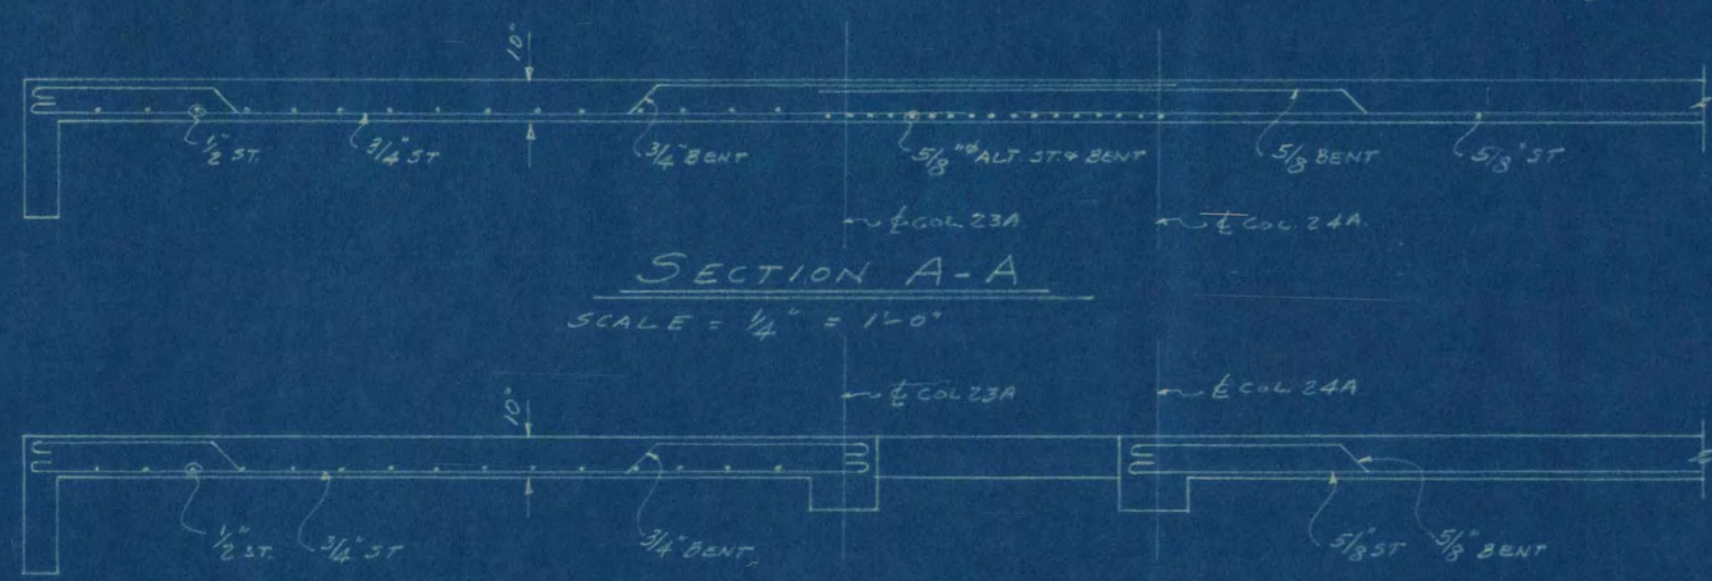 10"
1/2" ST.
3/4" ST
3/4" BENT
5/8"ϕ ALT. ST. & BENT
5/8 BENT
5/8" ST.
℄ COL 23A
℄ COL. 24A.
SECTION A-A
SCALE = 1/4" = 1'-0"
℄ COL 23A
℄ COL 24A
10"
1/2" ST.
3/4" ST
3/4" BENT
5/8" ST
5/8" BENT